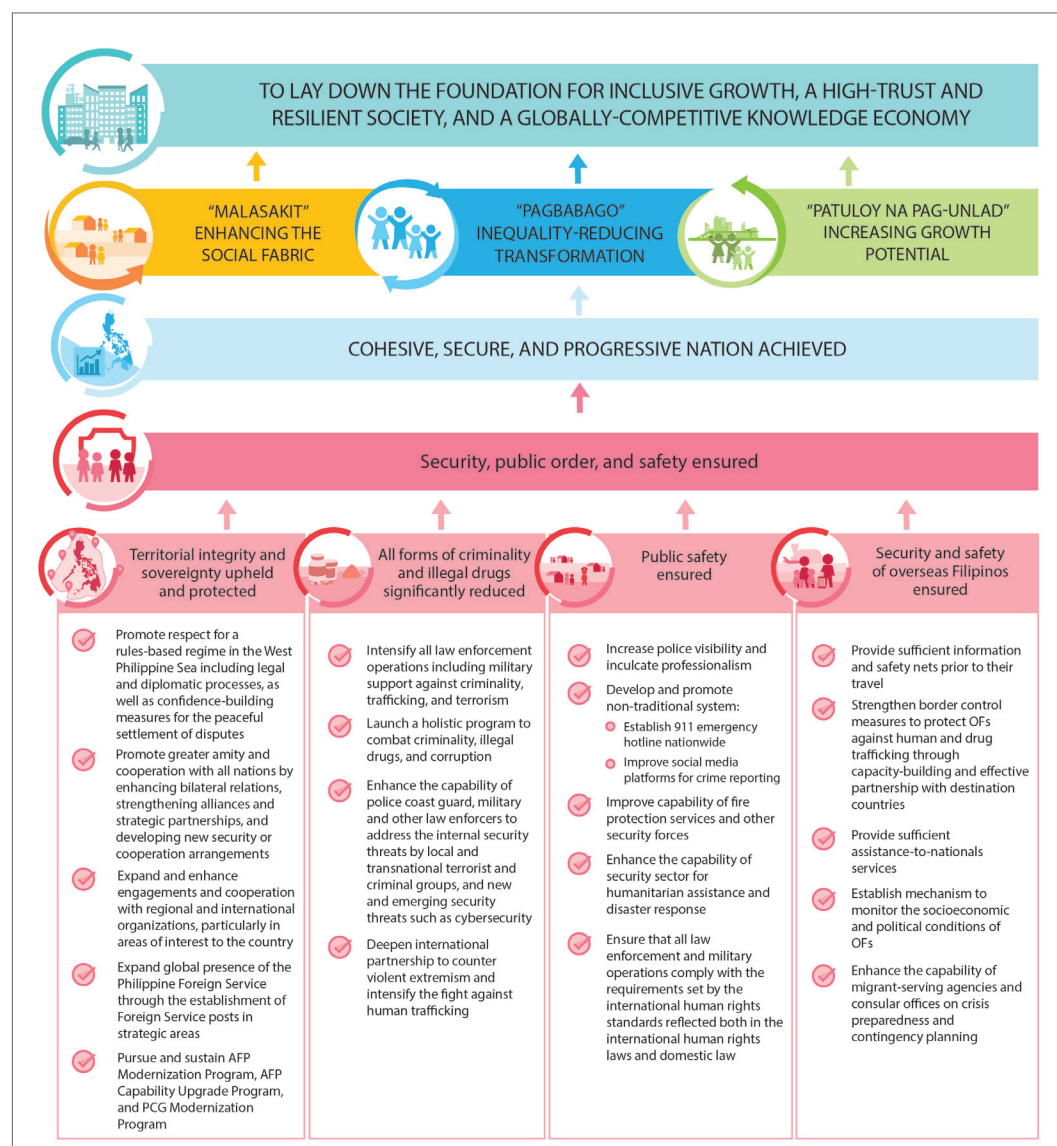 TO LAY DOWN THE FOUNDATION FOR INCLUSIVE GROWTH, A HIGH-TRUST AND
RESILIENT SOCIETY, AND A GLOBALLY-COMPETITIVE KNOWLEDGE ECONOMY
"MALASAKIT"
ENHANCING THE
SOCIAL FABRIC
"PAGBABAGO"
INEQUALITY-REDUCING
TRANSFORMATION
"PATULOY NA PAG-UNLAD"
INCREASING GROWTH
POTENTIAL
COHESIVE, SECURE, AND PROGRESSIVE NATION ACHIEVED
Security, public order, and safety ensured
Territorial integrity and
sovereignty upheld
and protected
Promote respect for a
rules-based regime in the West
Philippine Sea including legal
and diplomatic processes, as
well as confidence-building
measures for the peaceful
settlement of disputes
Promote greater amity and
cooperation with all nations by
enhancing bilateral relations,
strengthening alliances and
strategic partnerships, and
developing new security or
cooperation arrangements
Expand and enhance
engagements and cooperation
with regional and international
organizations, particularly in
areas of interest to the country
Expand global presence of the
Philippine Foreign Service
through the establishment of
Foreign Service posts in
strategic areas
Pursue and sustain AFP
Modernization Program, AFP
Capability Upgrade Program,
and PCG Modernization
Program
All forms of criminality
and illegal drugs
significantly reduced
Intensify all law enforcement
operations including military
support against criminality,
trafficking, and terrorism
Launch a holistic program to
combat criminality, illegal
drugs, and corruption
Enhance the capability of
police coast guard, military
and other law enforcers to
address the internal security
threats by local and
transnational terrorist and
criminal groups, and new
and emerging security
threats such as cybersecurity
Deepen international
partnership to counter
violent extremism and
intensify the fight against
human trafficking
Public safety
ensured
Increase police visibility and
inculcate professionalism
Develop and promote
non-traditional system:
Establish 911 emergency
hotline nationwide
Improve social media
platforms for crime reporting
Improve capability of fire
protection services and other
security forces
Enhance the capability of
security sector for
humanitarian assistance and
disaster response
Ensure that all law
enforcement and military
operations comply with the
requirements set by the
international human rights
standards reflected both in the
international human rights
laws and domestic law
Security and safety
of overseas Filipinos
ensured
Provide sufficient information
and safety nets prior to their
travel
Strengthen border control
measures to protect OFs
against human and drug
trafficking through
capacity-building and effective
partnership with destination
countries
Provide sufficient
assistance-to-nationals
services
Establish mechanism to
monitor the socioeconomic
and political conditions of
OFs
Enhance the capability of
migrant-serving agencies and
consular offices on crisis
preparedness and
contingency planning